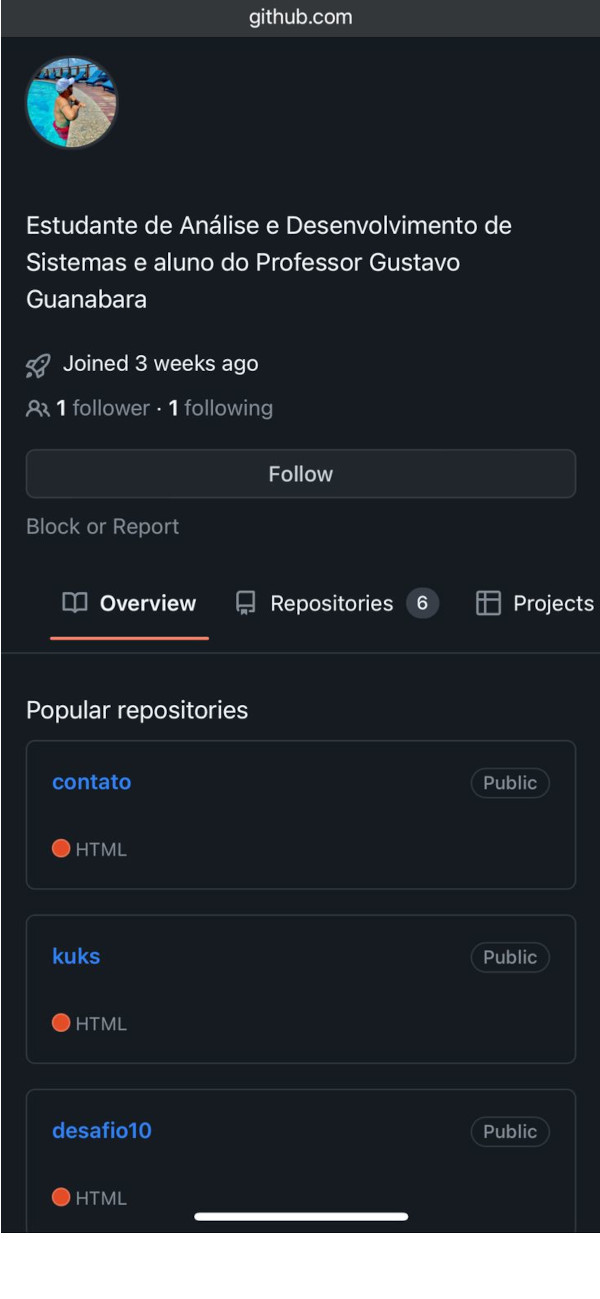 github.com
Estudante de Análise e Desenvolvimento de
Sistemas e aluno do Professor Gustavo
Guanabara
Joined 3 weeks ago
1 follower · 1 following
Follow
Block or Report
Overview Repositories 6 Projects
Popular repositories
contato Public
HTML
kuks Public
HTML
desafio10 Public
HTML